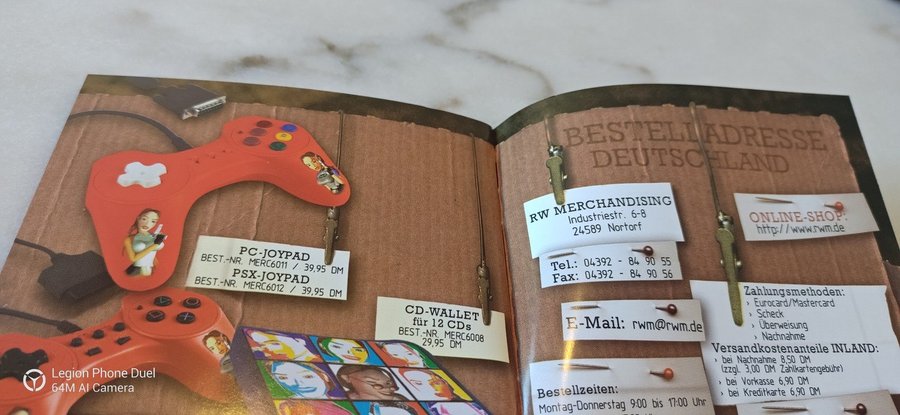 PC-JOYPAD
BEST.-NR. MERC6011 / 39,95 DM
PSX-JOYPAD
BEST.-NR. MERC6012 / 39,95 DM
CD-WALLET
für 12 CDs
BEST.-NR. MERC6008
29,95 DM
BESTELLADRESSE
DEUTSCHLAND
RW MERCHANDISING
Industriestr. 6-8
24589 Nortorf
Tel.: 04392 - 84 90 55
Fax: 04392 - 84 90 56
E-Mail: rwm@rwm.de
Bestellzeiten:
Montag-Donnerstag 9:00 bis 17:00 Uhr
ONLINE-SHOP:
http://www.rwm.de
Zahlungsmethoden:
› Eurocard/Mastercard
› Scheck
› Überweisung
› Nachnahme
Versandkostenanteile INLAND:
› bei Nachnahme 8,50 DM
(zzgl. 3,00 DM Zahlkartengebühr)
› bei Vorkasse 6,90 DM
› bei Kreditkarte 6,90 DM
Legion Phone Duel
64M AI Camera